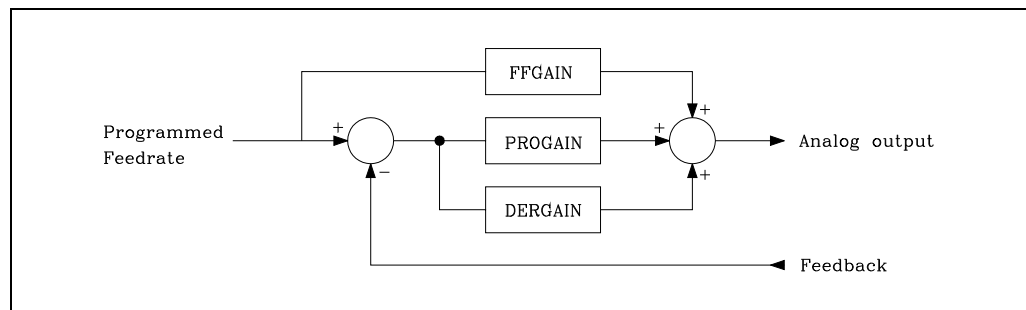 FFGAIN
+
Programmed
Feedrate
+
PROGAIN
+
Analog output
-
+
DERGAIN
Feedback